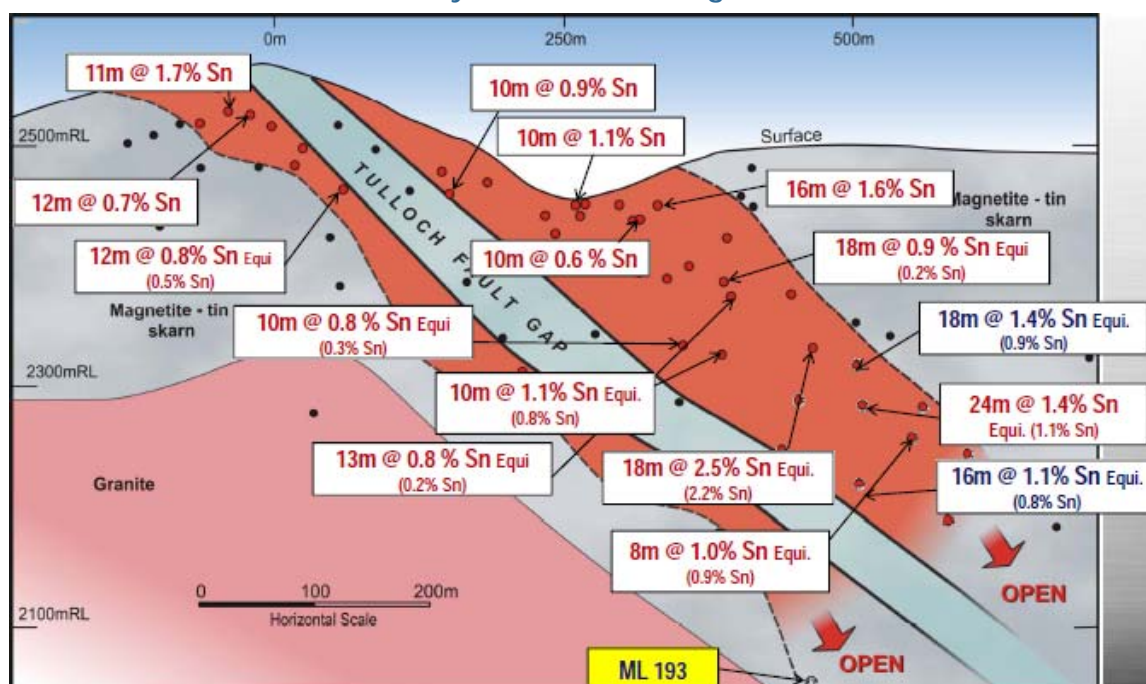 0m
250m
500m
11m @ 1.7% Sn
10m @ 0.9% Sn
10m @ 1.1% Sn
2500mRL
Surface
12m @ 0.7% Sn
16m @ 1.6% Sn
Magnetite - tin
skarn
TULLOCH FAULT GAP
12m @ 0.8% Sn Equi
(0.5% Sn)
10m @ 0.6 % Sn
18m @ 0.9 % Sn Equi
(0.2% Sn)
Magnetite - tin
skarn
10m @ 0.8 % Sn Equi
(0.3% Sn)
18m @ 1.4% Sn Equi.
(0.9% Sn)
2300mRL
10m @ 1.1% Sn Equi.
(0.8% Sn)
24m @ 1.4% Sn
Equi. (1.1% Sn)
Granite
13m @ 0.8 % Sn Equi
(0.2% Sn)
18m @ 2.5% Sn Equi.
(2.2% Sn)
16m @ 1.1% Sn Equi.
(0.8% Sn)
8m @ 1.0% Sn Equi.
(0.9% Sn)
0 100 200m
Horizontal Scale
2100mRL
OPEN
OPEN
ML 193